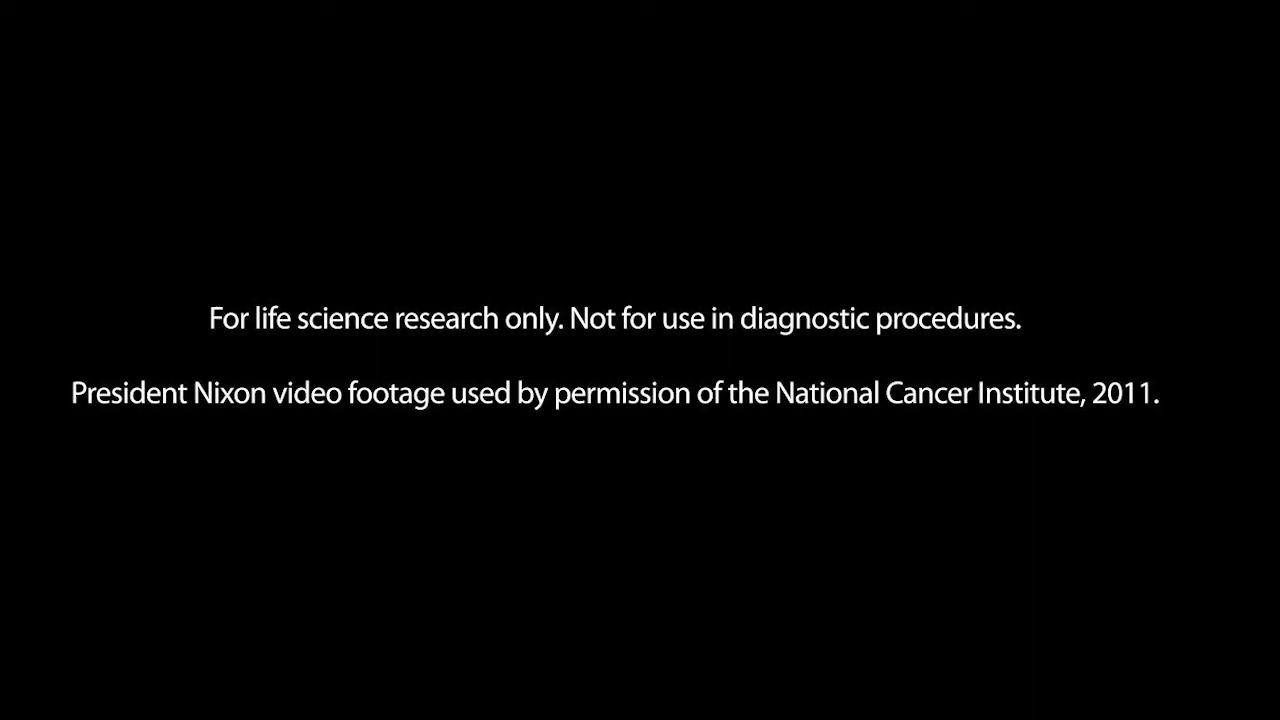 For life science research only. Not for use in diagnostic procedures.
President Nixon video footage used by permission of the National Cancer Institute, 2011.